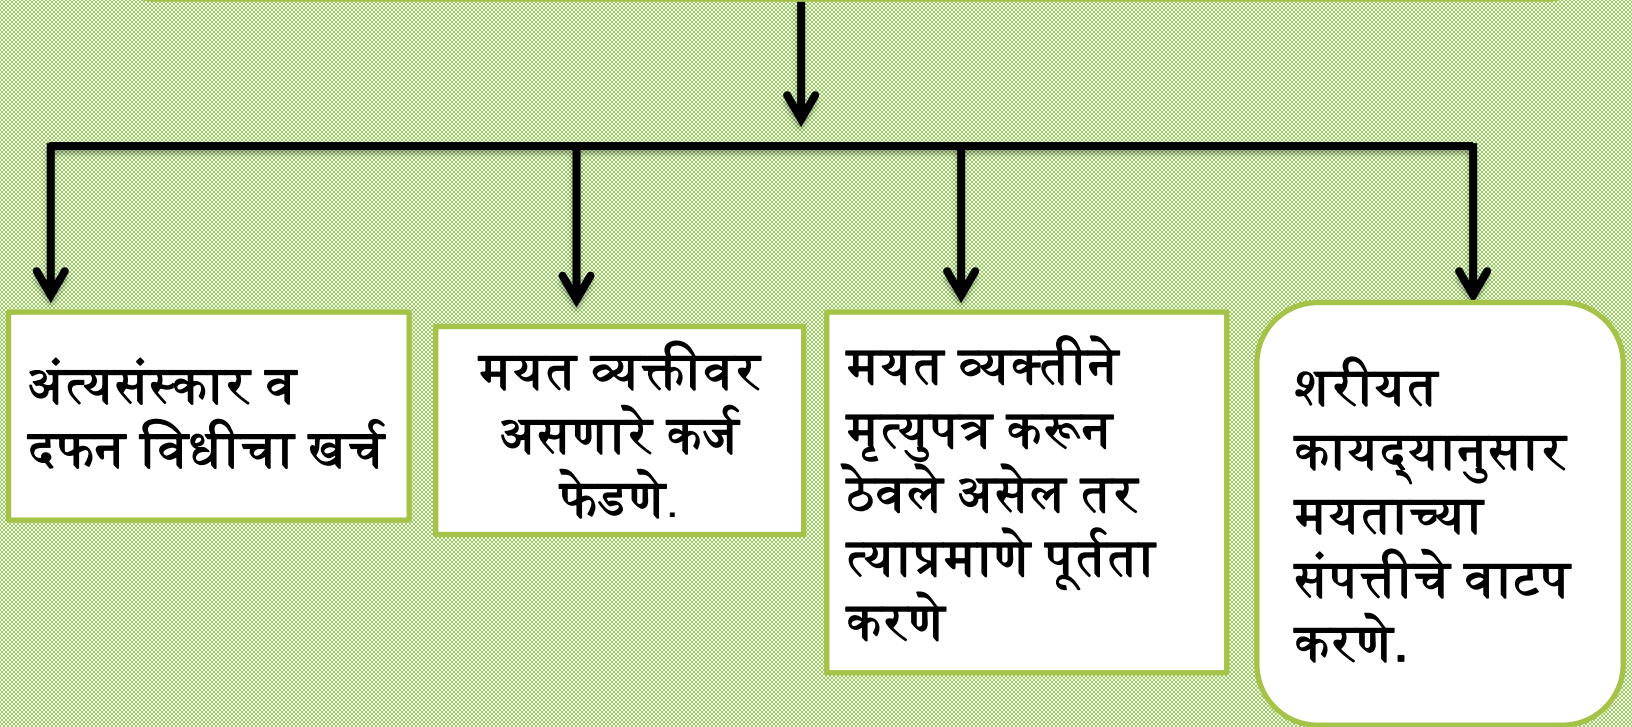 अंत्यसंस्कार व
दफन विधीचा खर्च
मयत व्यक्तीवर
असणारे कर्ज
फेडणे.
मयत व्यक्तीने
मृत्युपत्र करून
ठेवले असेल तर
त्याप्रमाणे पूर्तता
करणे
शरीयत
कायद्यानुसार
मयताच्या
संपत्तीचे वाटप
करणे.